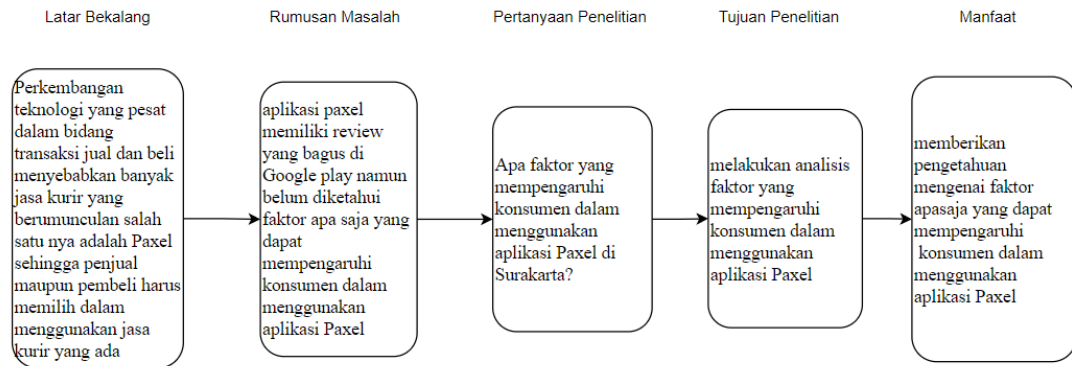 Latar Bekalang
Rumusan Masalah
Pertanyaan Penelitian
Tujuan Penelitian
Manfaat
Perkembangan
teknologi yang pesat
dalam bidang
transaksi jual dan beli
menyebabkan banyak
jasa kurir yang
berumunculan salah
satu nya adalah Paxel
sehingga penjual
maupun pembeli harus
memilih dalam
menggunakan jasa
kurir yang ada
aplikasi paxel
memiliki review
yang bagus di
Google play namun
belum diketahui
faktor apa saja yang
dapat
mempengaruhi
konsumen dalam
menggunakan
aplikasi Paxel
Apa faktor yang
mempengaruhi
konsumen dalam
menggunakan
aplikasi Paxel di
Surakarta?
melakukan analisis
faktor yang
mempengaruhi
konsumen dalam
menggunakan
aplikasi Paxel
memberikan
pengetahuan
mengenai faktor
apasaja yang dapat
mempengaruhi
konsumen dalam
menggunakan
aplikasi Paxel